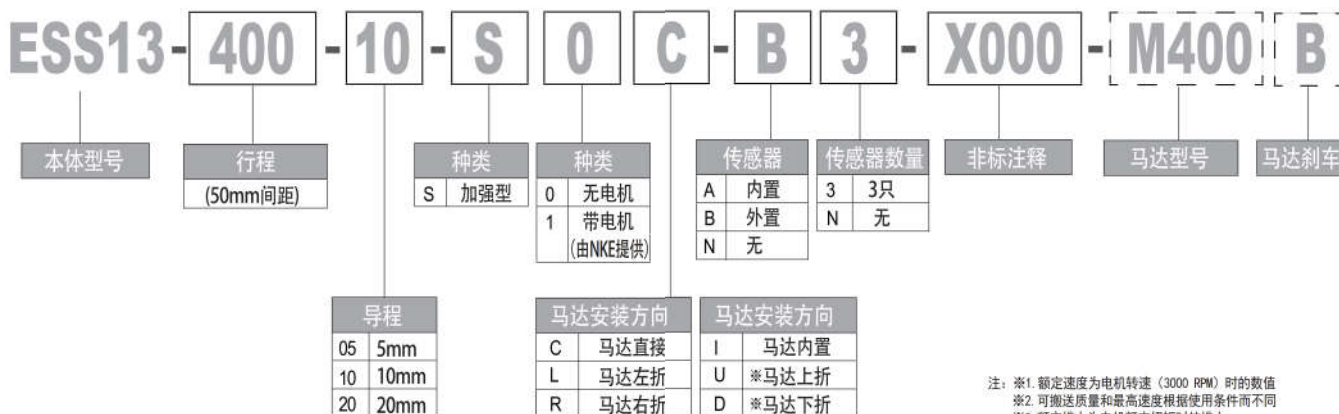 ESS13-400-10-S0C-B3-X000-M400B
本体型号
行程
(50mm间距)
种类
S 加强型
种类
0 无电机
1 带电机
(由NKE提供)
传感器
A 内置
B 外置
N 无
传感器数量
3 3只
N 无
非标注释
马达型号
马达刹车
导程
05 5mm
10 10mm
20 20mm
马达安装方向
C 马达直接
L 马达左折
R 马达右折
马达安装方向
I 马达内置
U ※马达上折
D ※马达下折
注: ※1.额定速度为电机转速（3000 RPM）时的数值
※2.可搬送质量和最高速度根据使用条件而不同